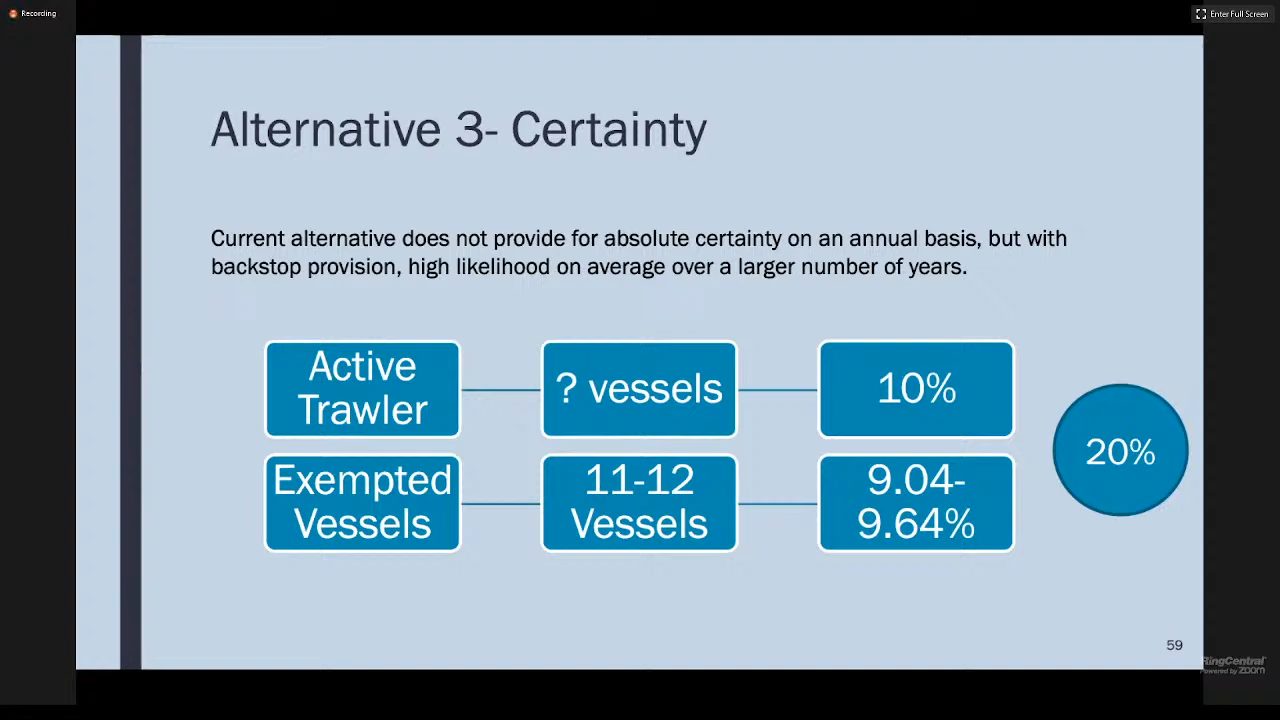 Recording
Enter Full Screen
Alternative 3- Certainty
Current alternative does not provide for absolute certainty on an annual basis, but with
backstop provision, high likelihood on average over a larger number of years.
Active
Trawler
? vessels
10%
Exempted
Vessels
11-12
Vessels
9.04-
9.64%
20%
59
RingCentral
Powered by zoom